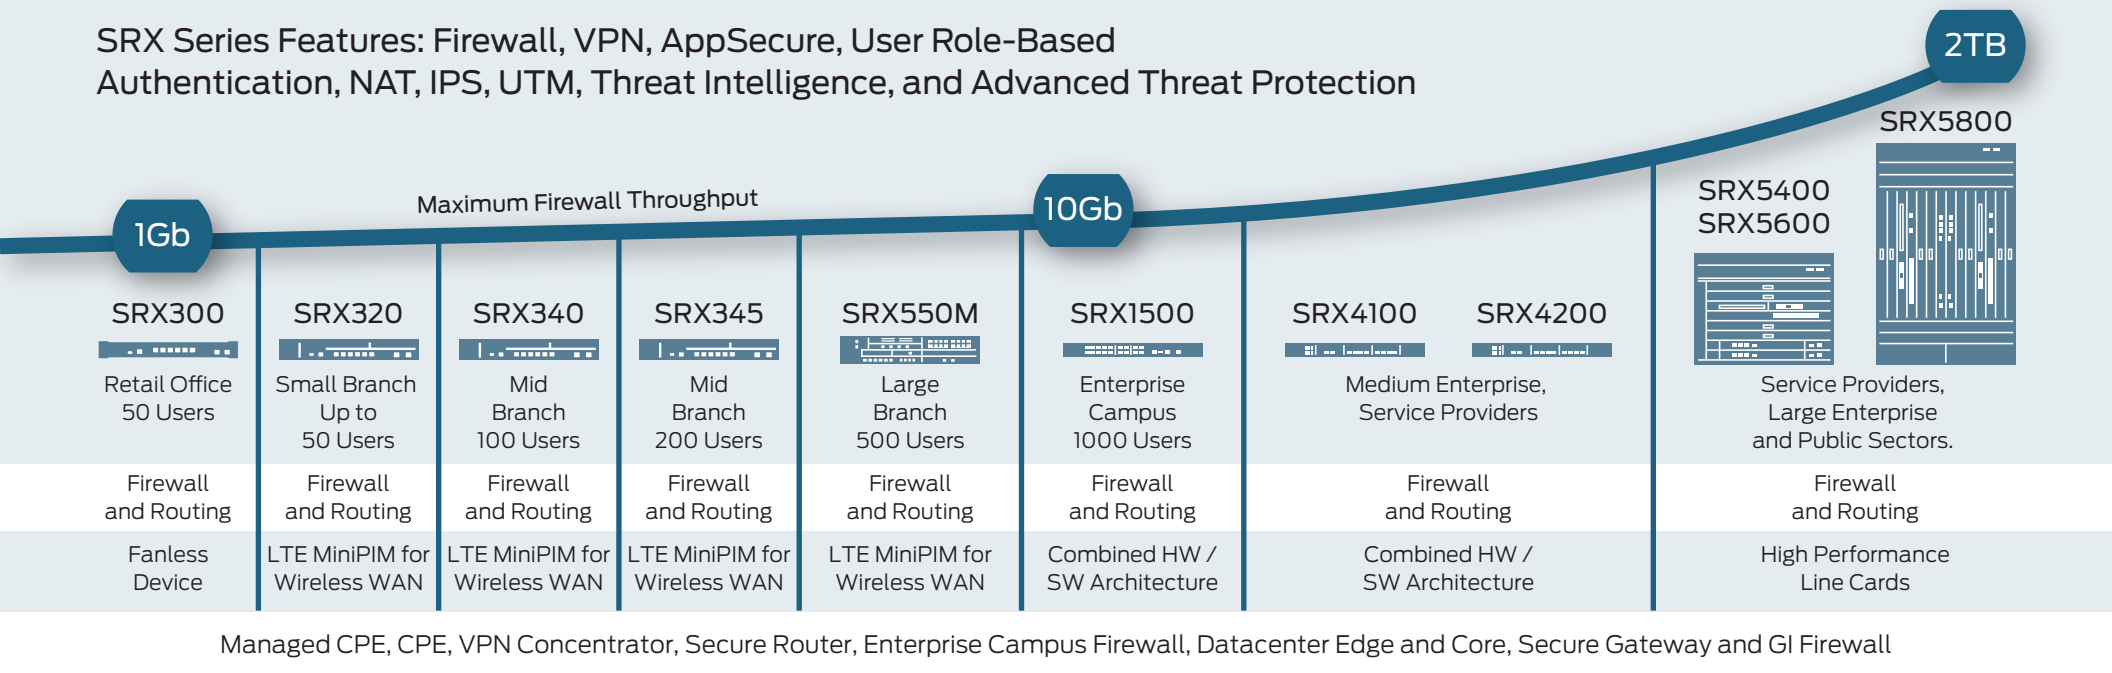 SRX Series Features: Firewall, VPN, AppSecure, User Role-Based
Authentication, NAT, IPS, UTM, Threat Intelligence, and Advanced Threat Protection
2TB
Maximum Firewall Throughput
1Gb
10Gb
SRX300
Retail Office
50 Users
Firewall
and Routing
Fanless
Device
SRX320
Small Branch
Up to
50 Users
Firewall
and Routing
LTE MiniPIM for
Wireless WAN
SRX340
Mid
Branch
100 Users
Firewall
and Routing
LTE MiniPIM for
Wireless WAN
SRX345
Mid
Branch
200 Users
Firewall
and Routing
LTE MiniPIM for
Wireless WAN
SRX550M
Large
Branch
500 Users
Firewall
and Routing
LTE MiniPIM for
Wireless WAN
SRX1500
Enterprise
Campus
1000 Users
Firewall
and Routing
Combined HW /
SW Architecture
SRX4100
SRX4200
Medium Enterprise,
Service Providers
Firewall
and Routing
Combined HW /
SW Architecture
SRX5400
SRX5600
SRX5800
Service Providers,
Large Enterprise
and Public Sectors.
Firewall
and Routing
High Performance
Line Cards
Managed CPE, CPE, VPN Concentrator, Secure Router, Enterprise Campus Firewall, Datacenter Edge and Core, Secure Gateway and GI Firewall